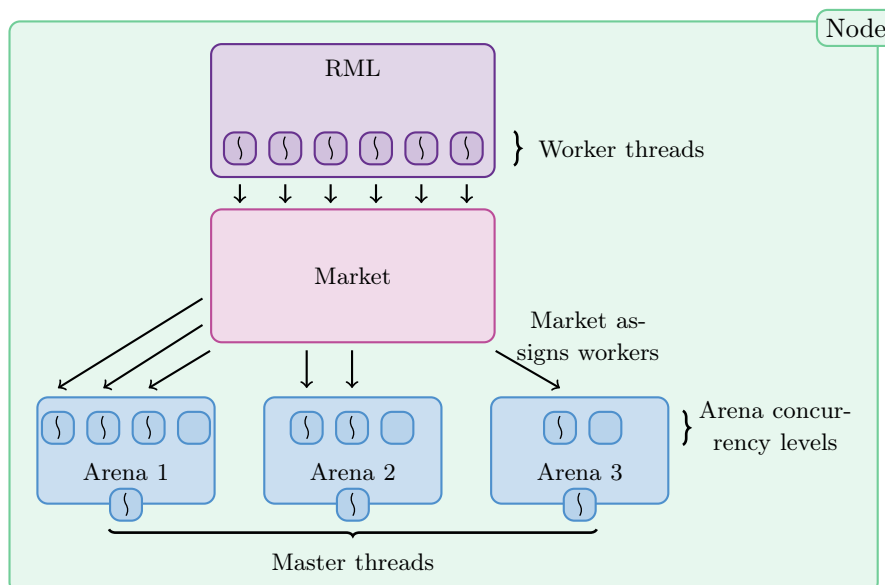 Node
RML
Worker threads
Market
Market as-
signs workers
Arena concur-
rency levels
Arena 1
Arena 2
Arena 3
Master threads